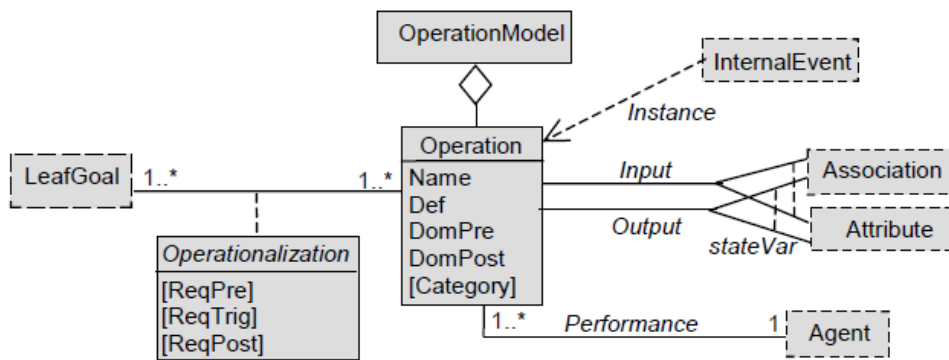 OperationModel
InternalEvent
Instance
Operation
Name
Def
DomPre
DomPost
[Category]
LeafGoal
1..*
1..*
Operationalization
[ReqPre]
[ReqTrig]
[ReqPost]
Input
Output
stateVar
Association
Attribute
1..*
Performance
1
Agent